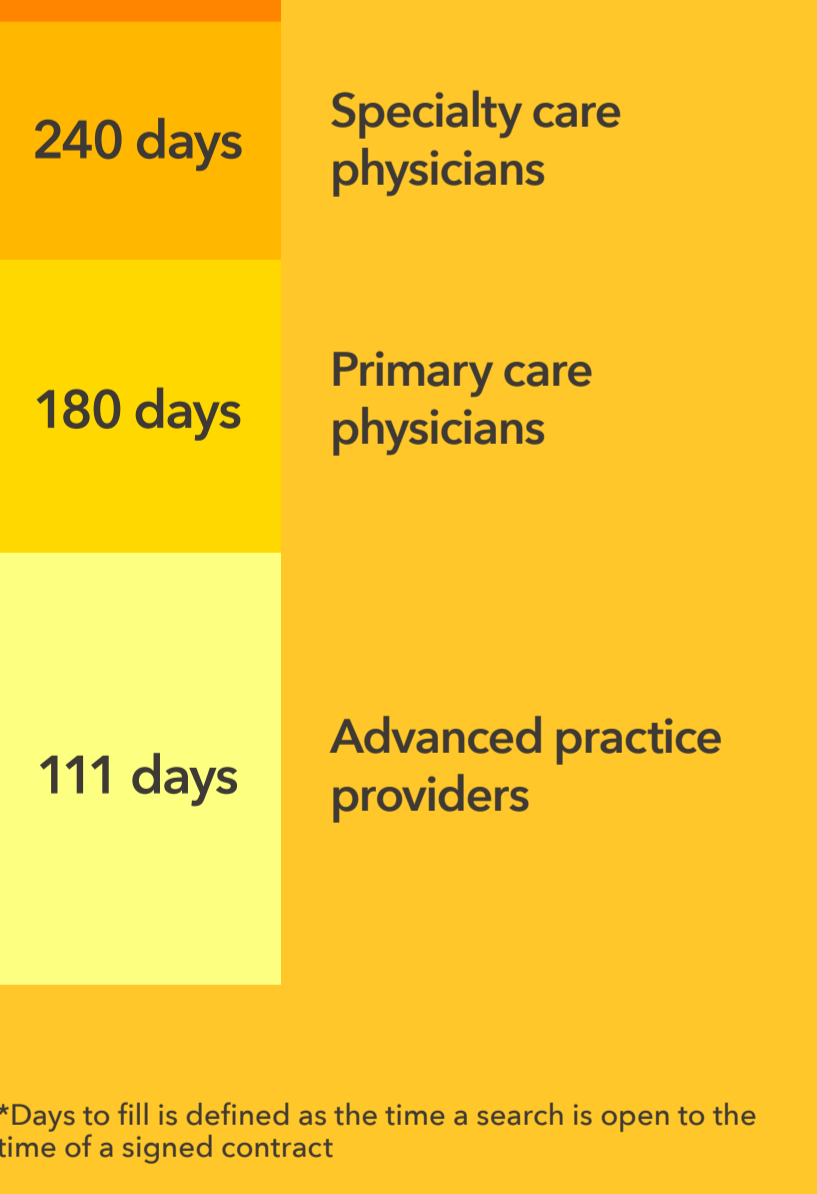 240 days
Specialty care
physicians
180 days
Primary care
physicians
111 days
Advanced practice
providers
*Days to fill is defined as the time a search is open to the
time of a signed contract